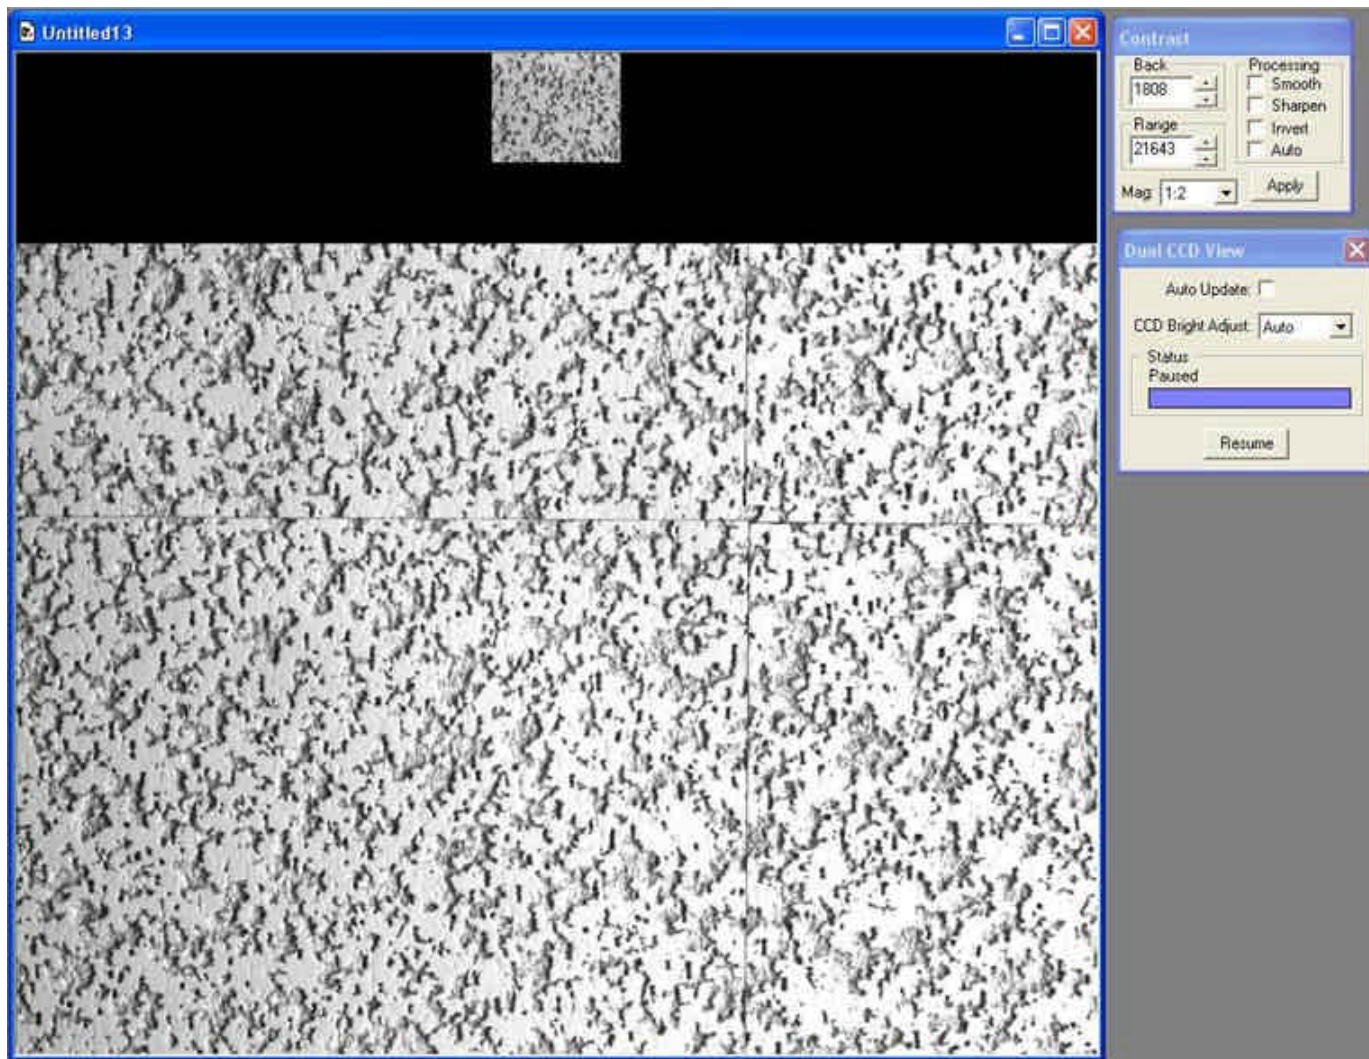 Untitled13
Contrast
Back
1808
Range
21643
Mag: 1:2
Processing
Smooth
Sharpen
Invert
Auto
Apply
Dual CCD View
Auto Update:
CCD Bright Adjust: Auto
Status
Paused
Resume